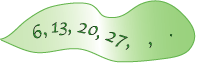 6, 13, 20, 27, , .